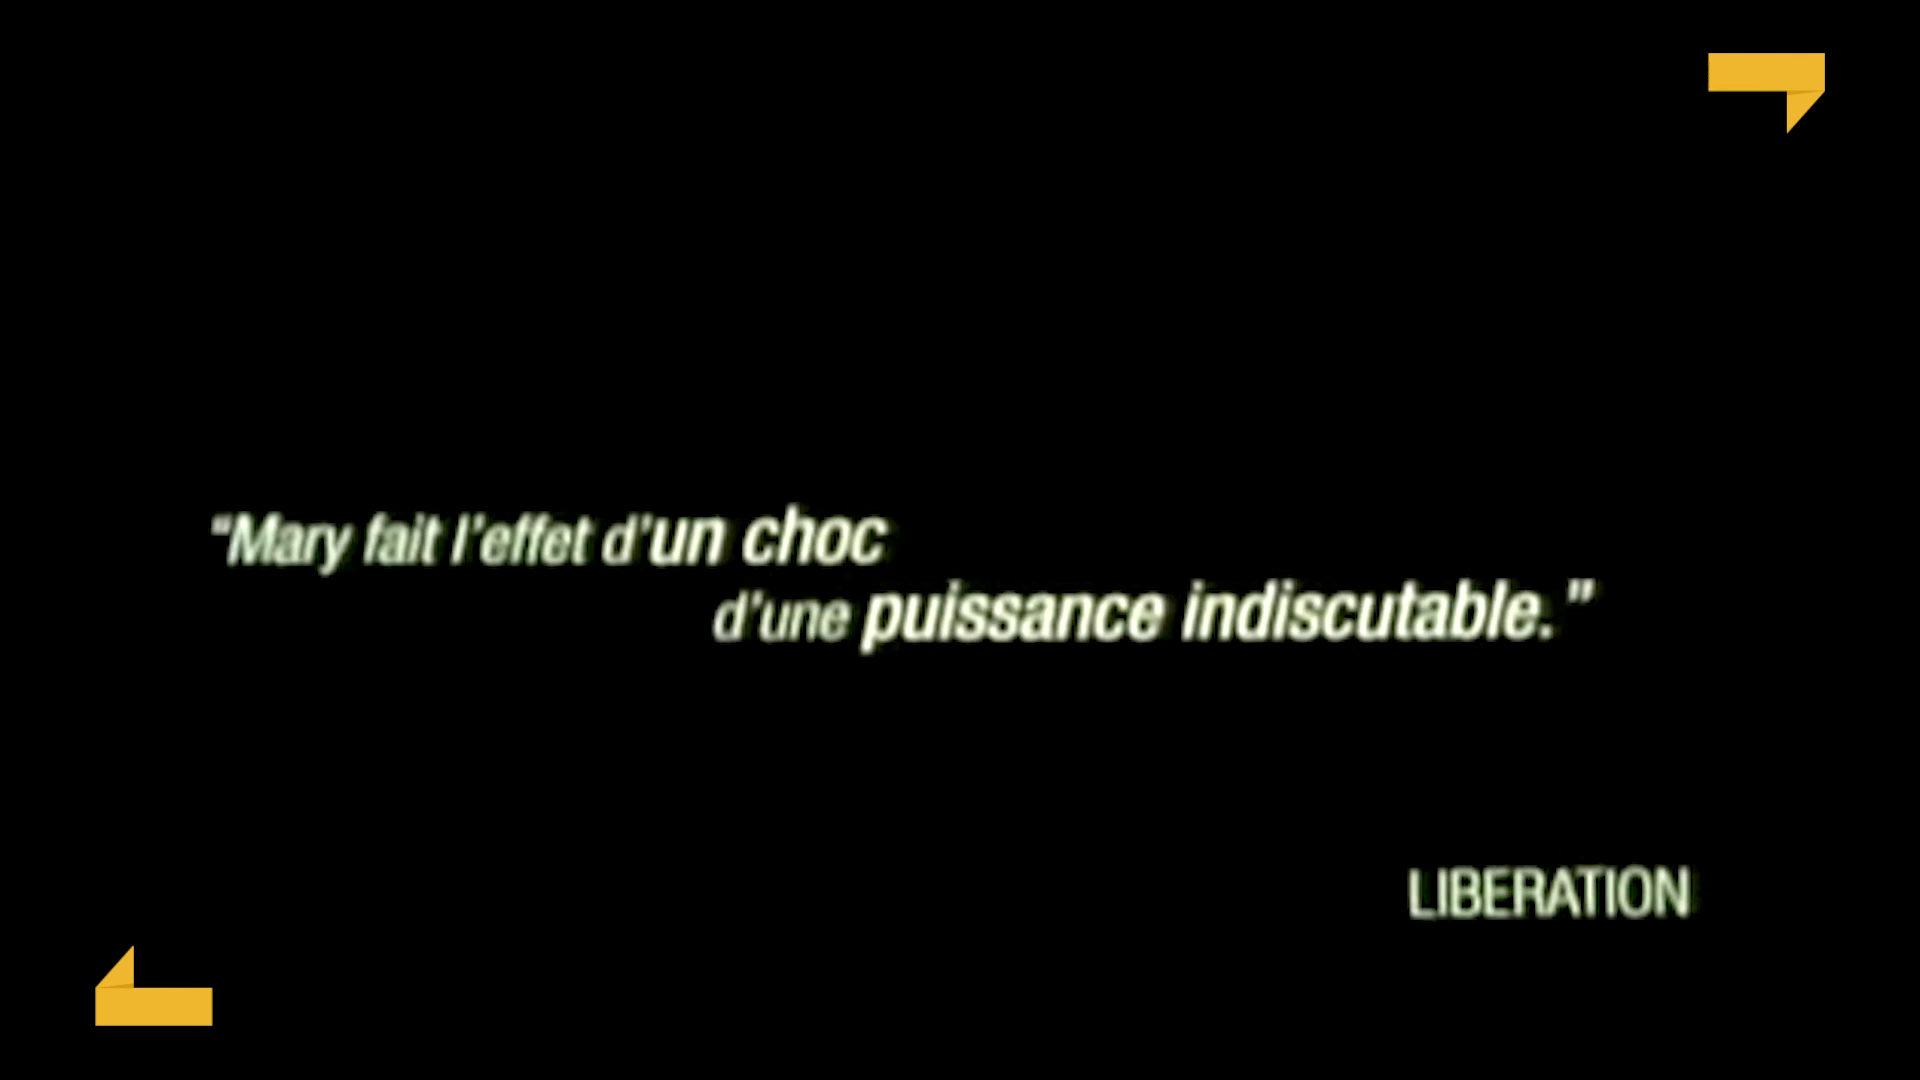 “Mary fait l’effet d’un choc
d’une puissance indiscutable.”
LIBERATION